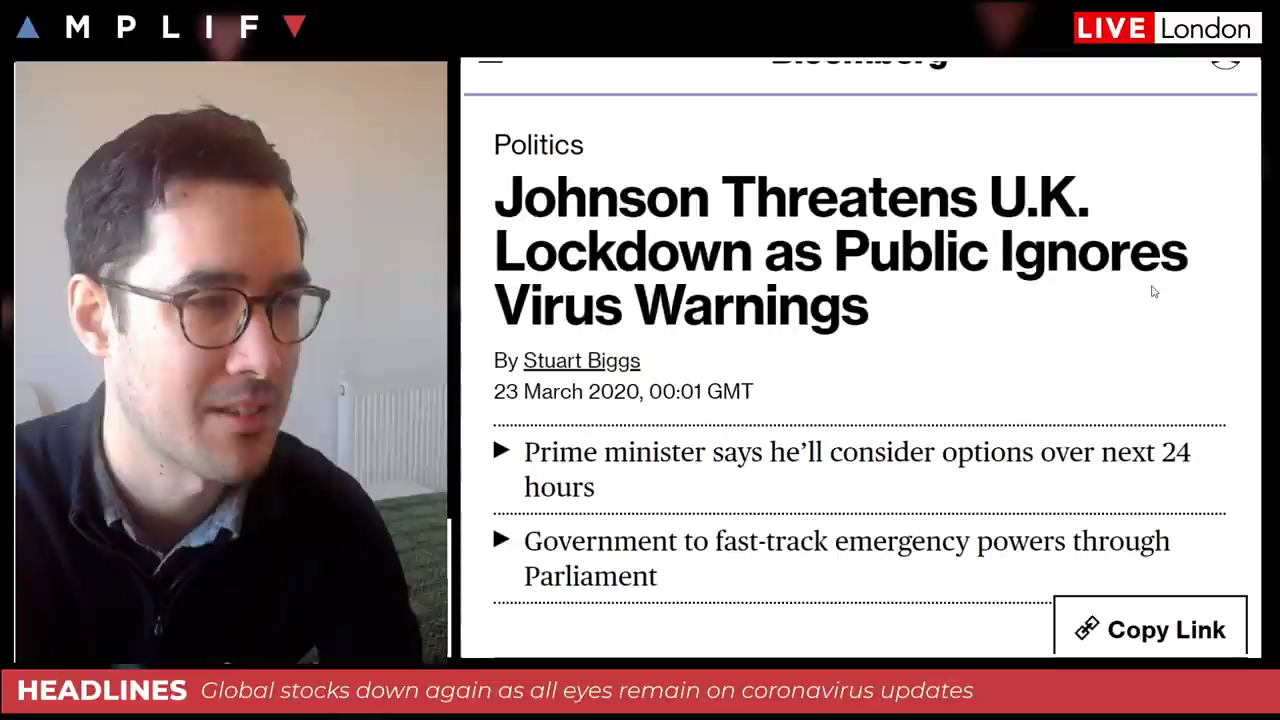 ▲ M P L I F ▼
LIVE London
Bloomberg
Politics
Johnson Threatens U.K.
Lockdown as Public Ignores
Virus Warnings
By Stuart Biggs
23 March 2020, 00:01 GMT
Prime minister says he’ll consider options over next 24
hours
Government to fast-track emergency powers through
Parliament
Copy Link
HEADLINES Global stocks down again as all eyes remain on coronavirus updates